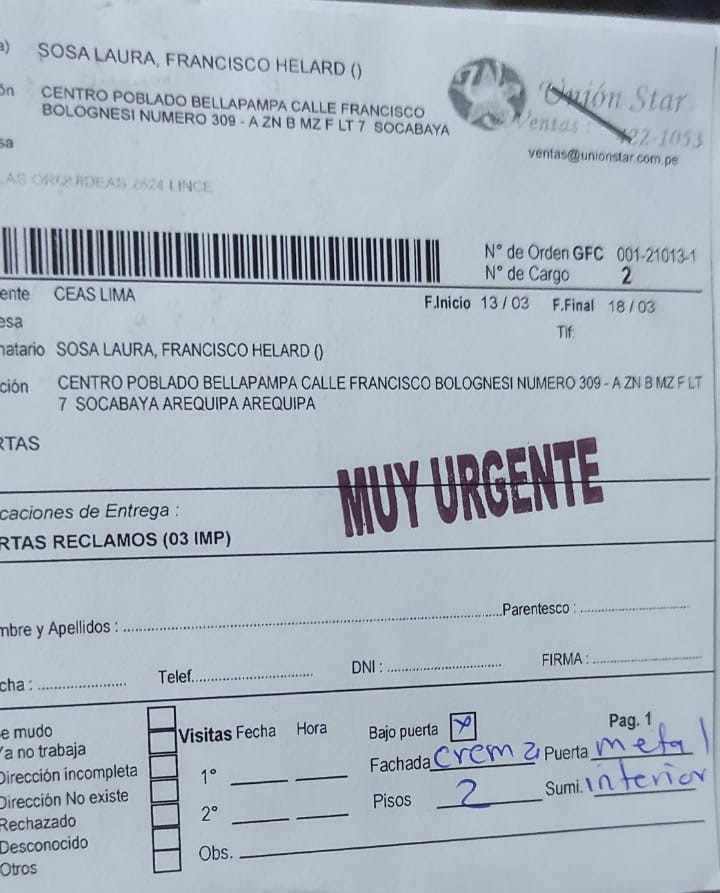 a) SOSA LAURA, FRANCISCO HELARD ()
ón CENTRO POBLADO BELLAPAMPA CALLE FRANCISCO
BOLOGNESI NUMERO 309 - A ZN B MZ F LT 7 SOCABAYA
sa
Unión Star
Ventas : 422-1053
ventas@unionstar.com.pe
LAS ORQUIDEAS 2624 LINCE
N° de Orden GFC 001-21013-1
N° de Cargo 2
ente CEAS LIMA
F.Inicio 13 / 03 F.Final 18 / 03
esa
Tlf:
natario SOSA LAURA, FRANCISCO HELARD ()
ción CENTRO POBLADO BELLAPAMPA CALLE FRANCISCO BOLOGNESI NUMERO 309 - A ZN B MZ F LT
7 SOCABAYA AREQUIPA AREQUIPA
RTAS
MUY URGENTE
caciones de Entrega :
RTAS RECLAMOS (03 IMP)
mbre y Apellidos : Parentesco :
cha : Telef. DNI : FIRMA :
e mudo
Ya no trabaja
Dirección incompleta
Dirección No existe
Rechazado
Desconocido
Otros
Visitas Fecha Hora
1°
2°
Obs.
Bajo puerta X
Pag. 1
Fachada crema Puerta metal
Pisos 2 Sumi. interior